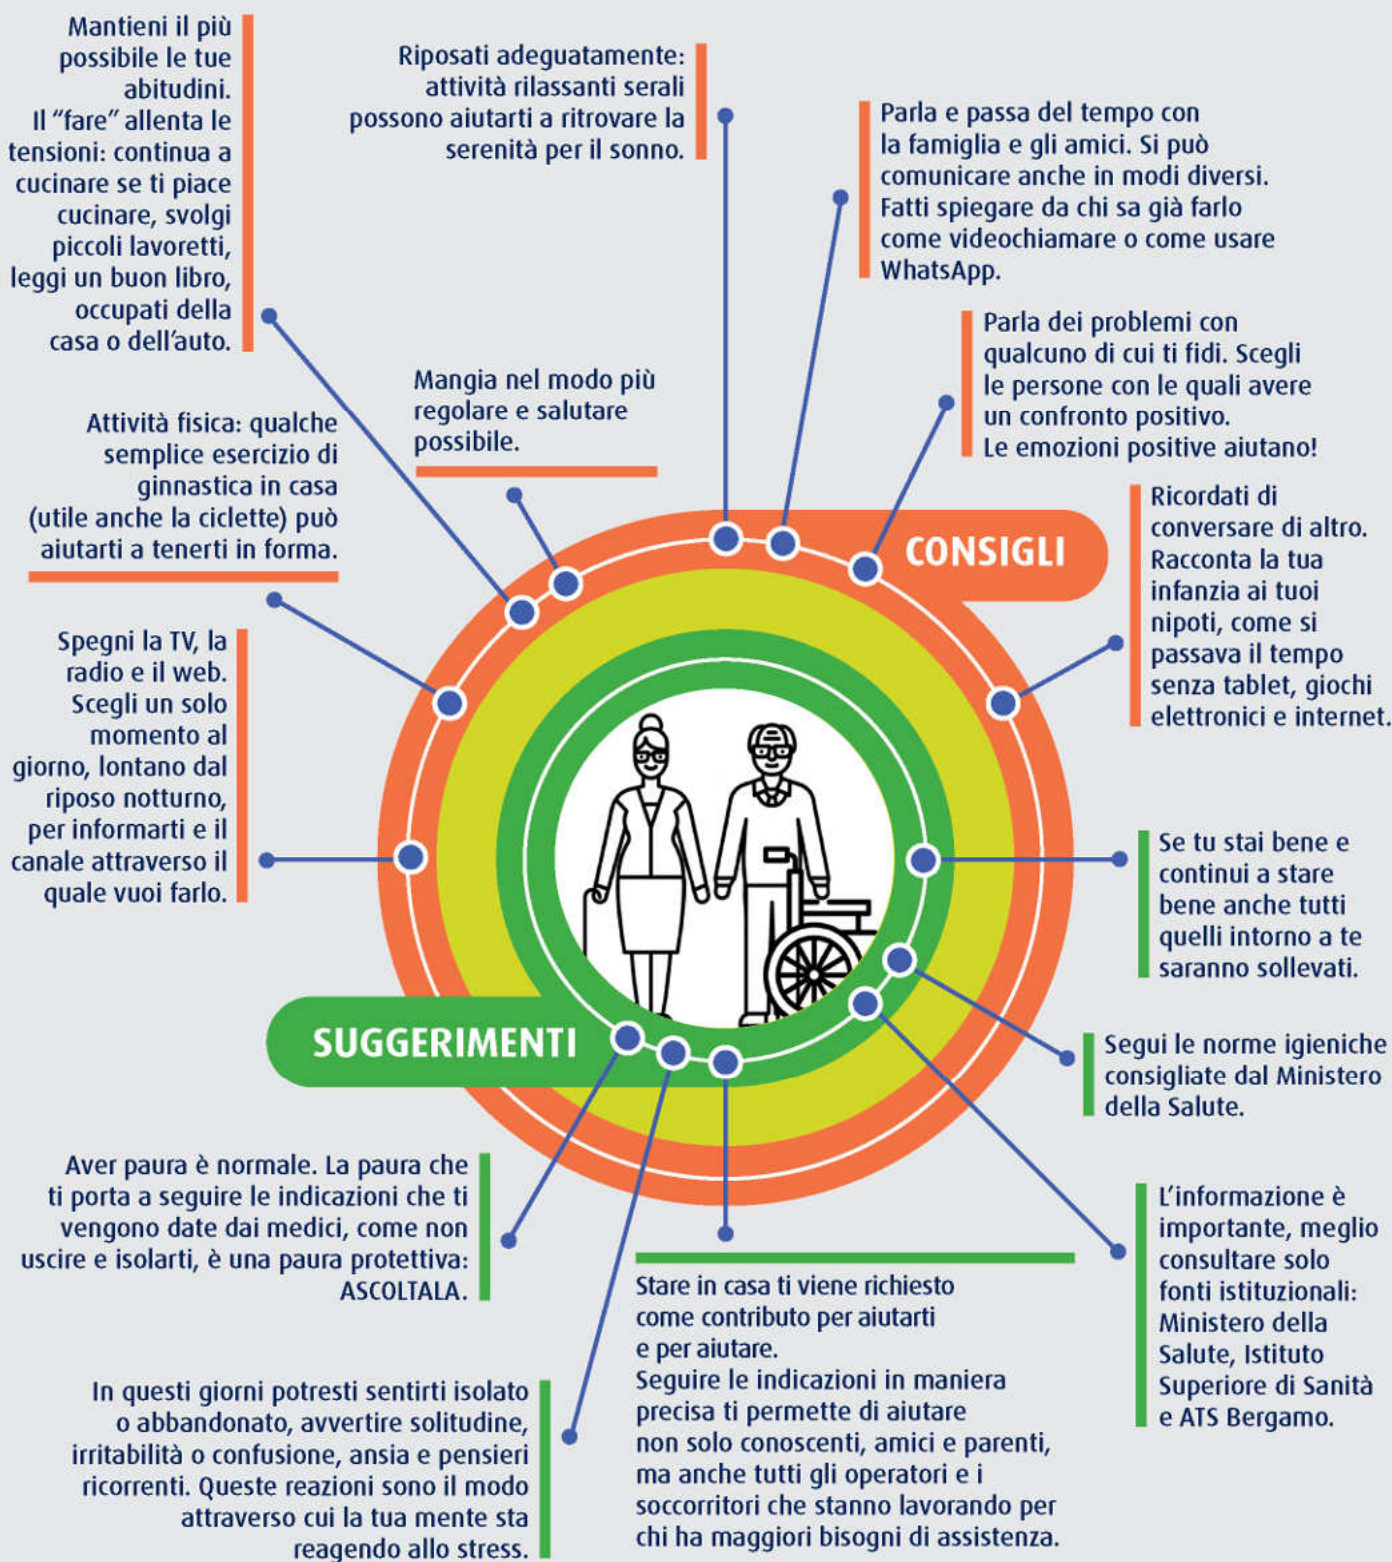 Mantieni il più
possibile le tue
abitudini.
Il "fare" allenta le
tensioni: continua a
cucinare se ti piace
cucinare, svolgi
piccoli lavoretti,
leggi un buon libro,
occupati della
casa o dell'auto.
Riposati adeguatamente:
attività rilassanti serali
possono aiutarti a ritrovare la
serenità per il sonno.
Parla e passa del tempo con
la famiglia e gli amici. Si può
comunicare anche in modi diversi.
Fatti spiegare da chi sa già farlo
come videochiamare o come usare
WhatsApp.
Parla dei problemi con
qualcuno di cui ti fidi. Scegli
le persone con le quali avere
un confronto positivo.
Le emozioni positive aiutano!
Mangia nel modo più
regolare e salutare
possibile.
Attività fisica: qualche
semplice esercizio di
ginnastica in casa
(utile anche la ciclette) può
aiutarti a tenerti in forma.
Ricordati di
conversare di altro.
Racconta la tua
infanzia ai tuoi
nipoti, come si
passava il tempo
senza tablet, giochi
elettronici e internet.
CONSIGLI
Spegni la TV, la
radio e il web.
Scegli un solo
momento al
giorno, lontano dal
riposo notturno,
per informarti e il
canale attraverso il
quale vuoi farlo.
Se tu stai bene e
continui a stare
bene anche tutti
quelli intorno a te
saranno sollevati.
SUGGERIMENTI
Segui le norme igieniche
consigliate dal Ministero
della Salute.
Aver paura è normale. La paura che
ti porta a seguire le indicazioni che ti
vengono date dai medici, come non
uscire e isolarti, è una paura protettiva:
ASCOLTALA.
L'informazione è
importante, meglio
consultare solo
fonti istituzionali:
Ministero della
Salute, Istituto
Superiore di Sanità
e ATS Bergamo.
Stare in casa ti viene richiesto
come contributo per aiutarti
e per aiutare.
Seguire le indicazioni in maniera
precisa ti permette di aiutare
non solo conoscenti, amici e parenti,
ma anche tutti gli operatori e i
soccorritori che stanno lavorando per
chi ha maggiori bisogni di assistenza.
In questi giorni potresti sentirti isolato
o abbandonato, avvertire solitudine,
irritabilità o confusione, ansia e pensieri
ricorrenti. Queste reazioni sono il modo
attraverso cui la tua mente sta
reagendo allo stress.